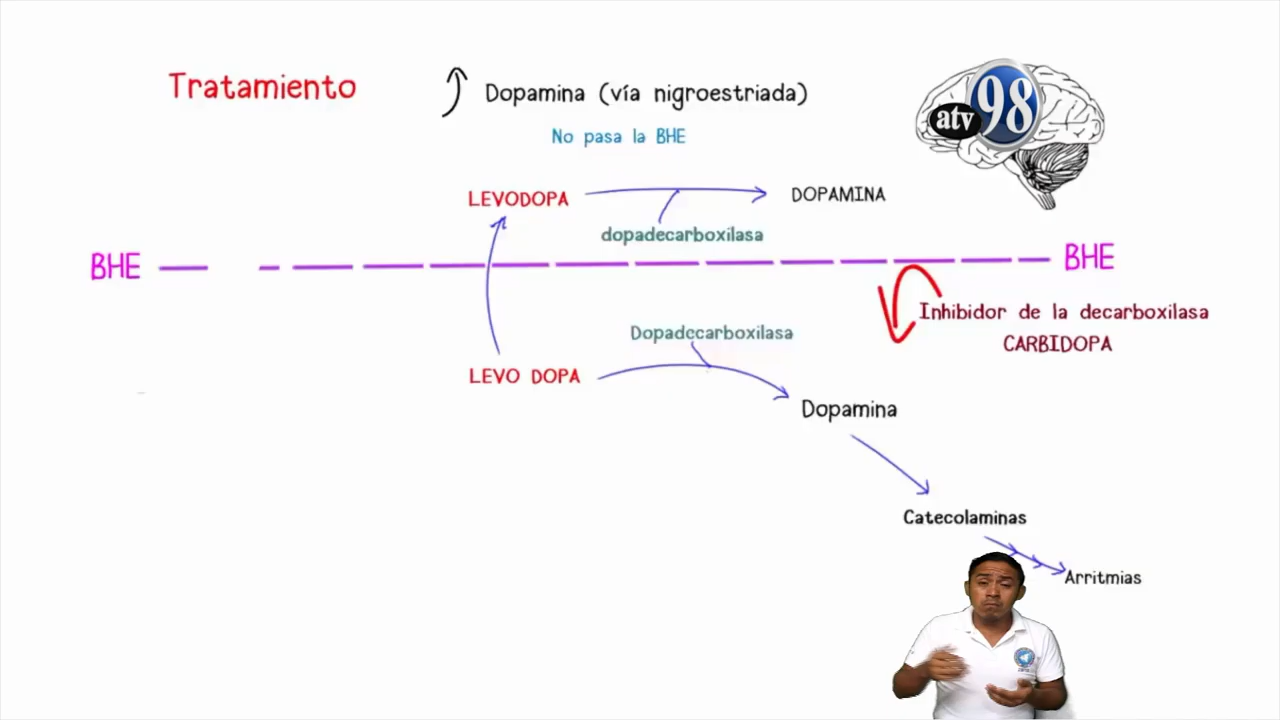 Tratamiento
Dopamina (vía nigroestriada)
No pasa la BHE
atv 98
LEVODOPA
DOPAMINA
dopadecarboxilasa
BHE
BHE
Inhibidor de la decarboxilasa
CARBIDOPA
Dopadecarboxilasa
LEVO DOPA
Dopamina
Catecolaminas
Arritmias